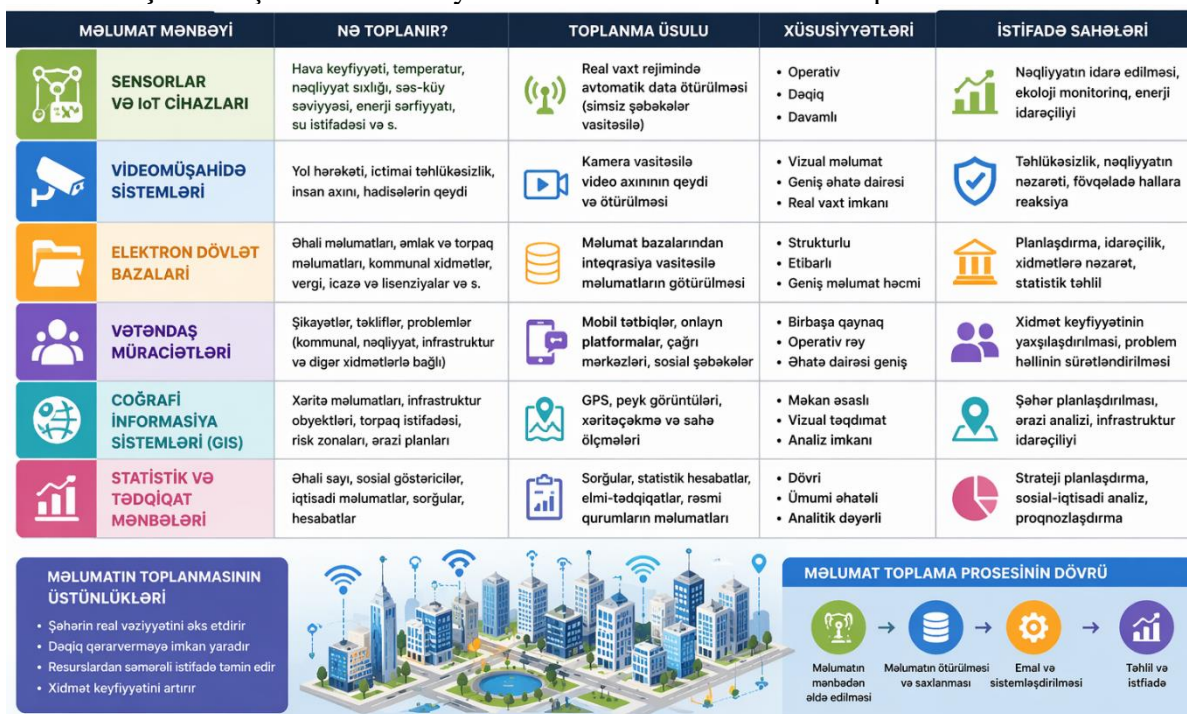 MƏLUMAT MƏNBƏYİ
NƏ TOPLANIR?
TOPLANMA ÜSULU
XÜSUSİYYƏTLƏRİ
İSTİFADƏ SAHƏLƏRİ
SENSORLAR
VƏ IoT CİHAZLARI
Hava keyfiyyəti, temperatur,
nəqliyyat sıxlığı, səs-küy
səviyyəsi, enerji sərfiyyatı,
su istifadəsi və s.
Real vaxt rejimində
avtomatik data ötürülməsi
(simsiz şəbəkələr
vasitəsilə)
• Operativ
• Dəqiq
• Davamlı
Nəqliyyatın idarə edilməsi,
ekoloji monitorinq, enerji
idarəçiliyi
VİDEOMÜŞAHİDƏ
SİSTEMLƏRİ
Yol hərəkəti, ictimai təhlükəsizlik,
insan axını, hadisələrin qeydi
Kamera vasitəsilə
video axınının qeydi
və ötürülməsi
• Vizual məlumat
• Geniş əhatə dairəsi
• Real vaxt imkanı
Təhlükəsizlik, nəqliyyatın
nəzarəti, fövqəladə hallara
reaksiya
ELEKTRON DÖVLƏT
BAZALARI
Əhali məlumatları, əmlak və torpaq
məlumatları, kommunal xidmətlər,
vergi, icazə və lisenziyalar və s.
Məlumat bazalarından
inteqrasiya vasitəsilə
məlumatların götürülməsi
• Strukturlu
• Etibarlı
• Geniş məlumat həcmi
Planlaşdırma, idarəçilik,
xidmətlərə nəzarət,
statistik təhlil
VƏTƏNDAŞ
MÜRACİƏTLƏRİ
Şikayətlər, təkliflər, problemlər
(kommunal, nəqliyyat, infrastruktur
və digər xidmətlərlə bağlı)
Mobil tətbiqlər, onlayn
platformalar, çağrı
mərkəzləri, sosial şəbəkələr
• Birbaşa qaynaq
• Operativ rəy
• Əhatə dairəsi geniş
Xidmət keyfiyyətinin
yaxşılaşdırılması, problem
həllinin sürətləndirilməsi
COĞRAFİ
İNFORMASİYA
SİSTEMLƏRİ (GIS)
Xəritə məlumatları, infrastruktur
obyektləri, torpaq istifadəsi,
risk zonaları, ərazi planları
GPS, peyk görüntüləri,
xəritəçəkmə və sahə
ölçmələri
• Məkan əsaslı
• Vizual təqdimat
• Analiz imkanı
Şəhər planlaşdırılması,
ərazi analizi, infrastruktur
idarəçiliyi
STATİSTİK VƏ
TƏDQİQAT
MƏNBƏLƏRİ
Əhali sayı, sosial göstəricilər,
iqtisadi məlumatlar, sorğular,
hesabatlar
Sorğular, statistik hesabatlar,
elmi-tədqiqatlar, rəsmi
qurumların məlumatları
• Dövri
• Ümumi əhatəli
• Analitik dəyərli
Strateji planlaşdırma,
sosial-iqtisadi analiz,
proqnozlaşdırma
MƏLUMATIN TOPLANMASININ
ÜSTÜNLÜKLƏRİ
• Şəhərin real vəziyyətini əks etdirir
• Dəqiq qərarverməyə imkan yaradır
• Resurslardan səmərəli istifadə təmin edir
• Xidmət keyfiyyətini artırır
MƏLUMAT TOPLAMA PROSESİNİN DÖVRÜ
Məlumatın
mənbədən
əldə edilməsi
Məlumatın ötürülməsi
və saxlanması
Emal və
sistemləşdirilməsi
Təhlil və
istfiadə